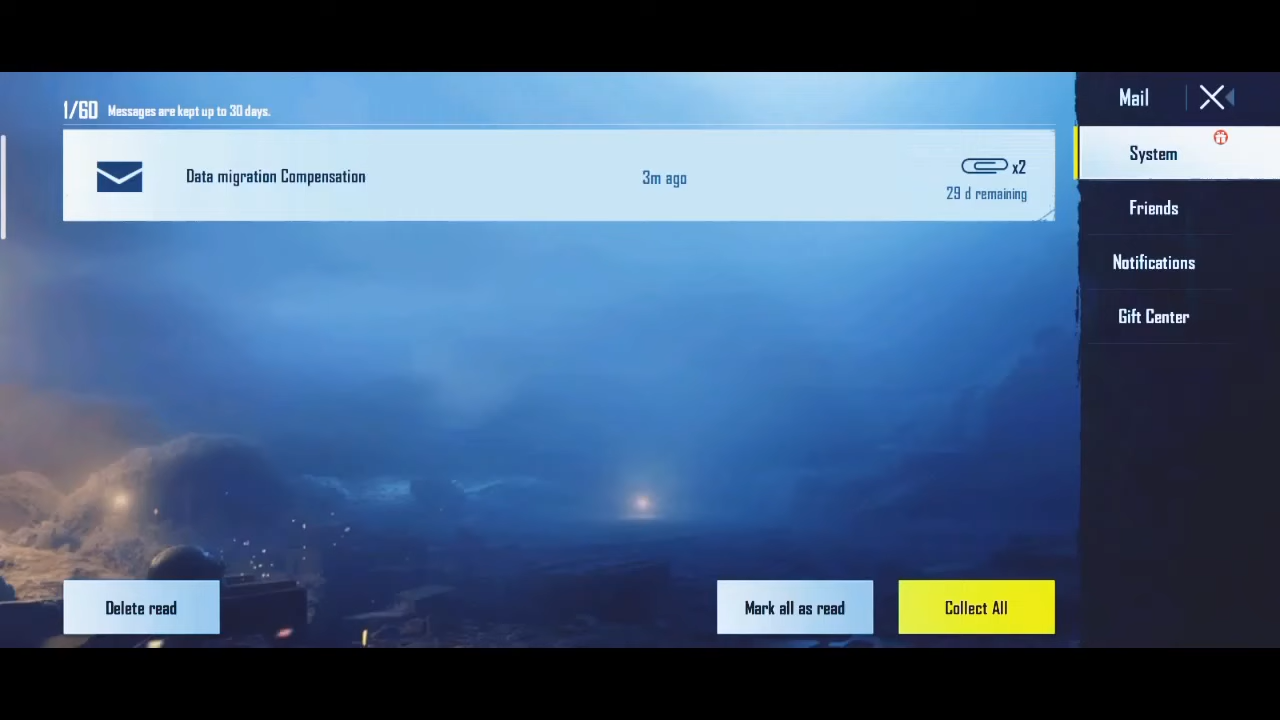 1/60 Messages are kept up to 30 days.
Mail
Data migration Compensation
3m ago
x2
29 d remaining
System
Friends
Notifications
Gift Center
Delete read
Mark all as read
Collect All